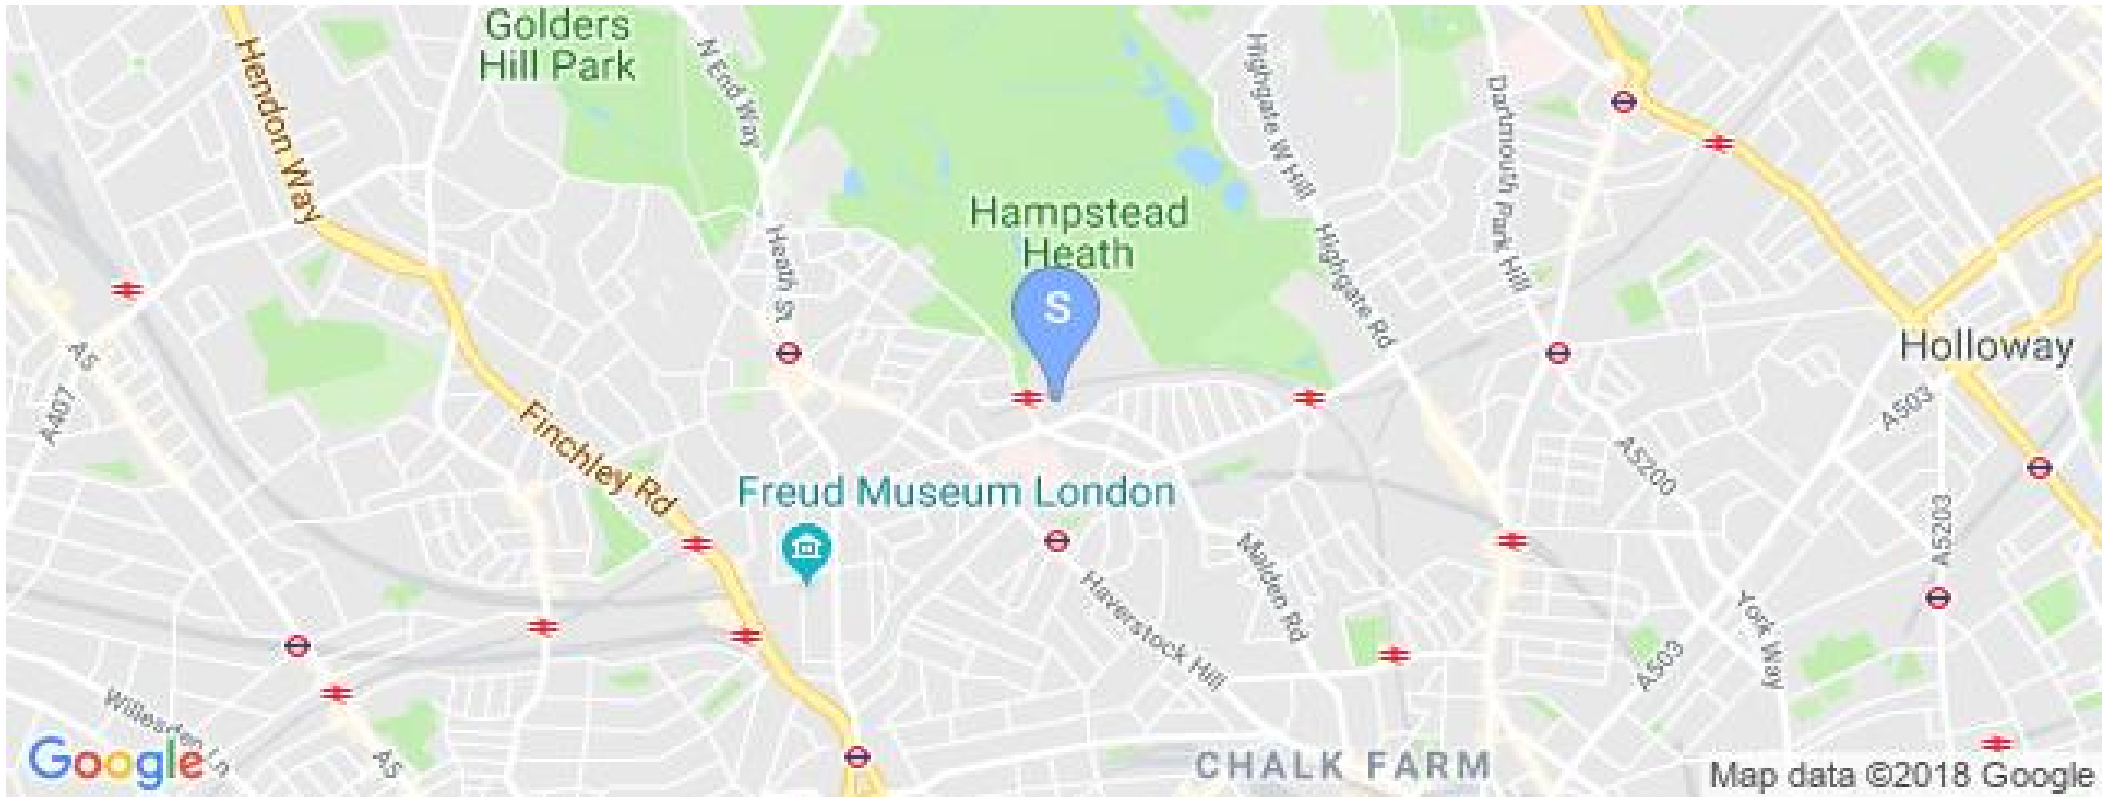 Golders
Hill Park
Hendon Way
N End Way
Highgate W Hill
Dartmouth Park Hill
Hampstead
Heath
Heath St
Highgate Rd
S
Holloway
A5
A407
A503
Finchley Rd
A5200
Freud Museum London
A5203
Malden Rd
Haverstock Hill
York Way
A503
Willesden Ln
A5
Google
CHALK FARM
Map data ©2018 Google